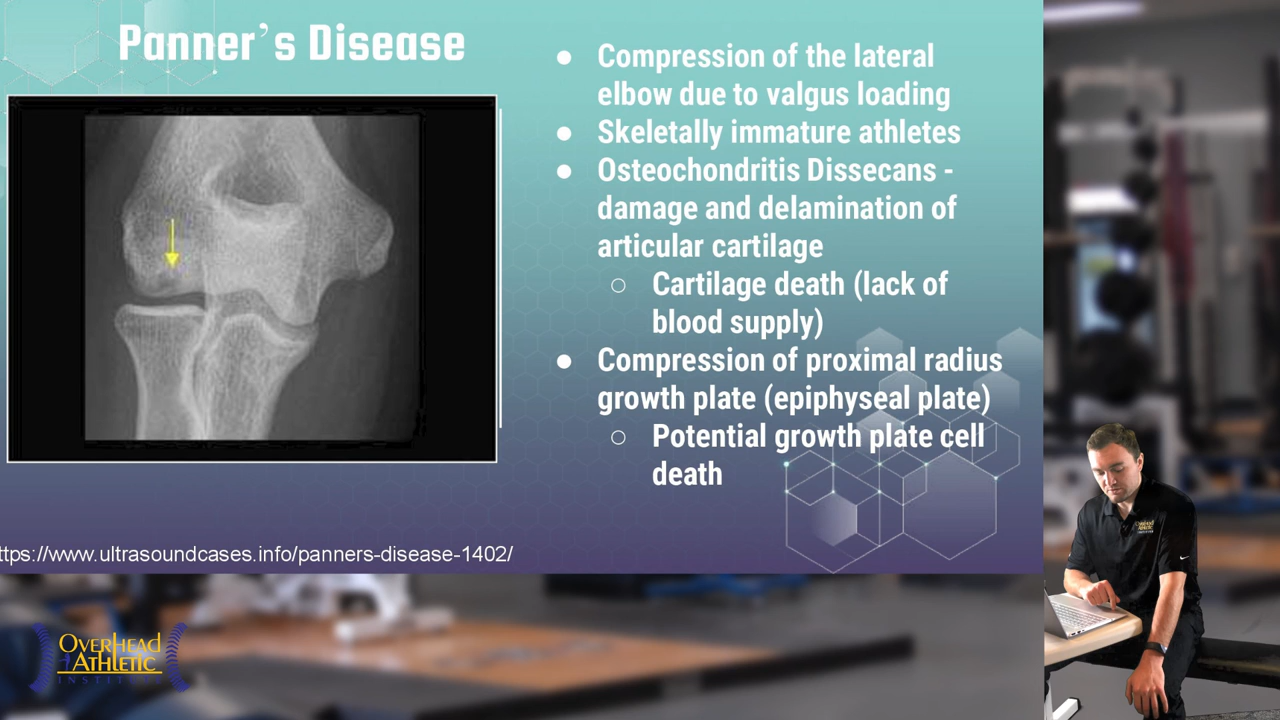 Panner’s Disease
● Compression of the lateral
elbow due to valgus loading
● Skeletally immature athletes
● Osteochondritis Dissecans -
damage and delamination of
articular cartilage
○ Cartilage death (lack of
blood supply)
● Compression of proximal radius
growth plate (epiphyseal plate)
○ Potential growth plate cell
death
ttps://www.ultrasoundcases.info/panners-disease-1402/
OVERHEAD
ATHLETIC
INSTITUTE